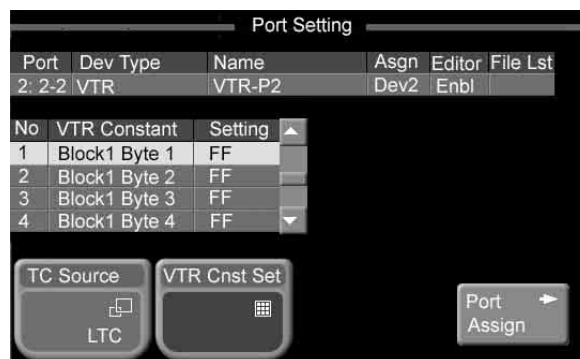 Port Setting
Port Dev Type Name Asgn Editor File Lst
2: 2-2 VTR VTR-P2 Dev2 Enbl
No VTR Constant Setting
1 Block1 Byte 1 FF
2 Block1 Byte 2 FF
3 Block1 Byte 3 FF
4 Block1 Byte 4 FF
TC Source VTR Cnst Set
LTC
Port
Assign